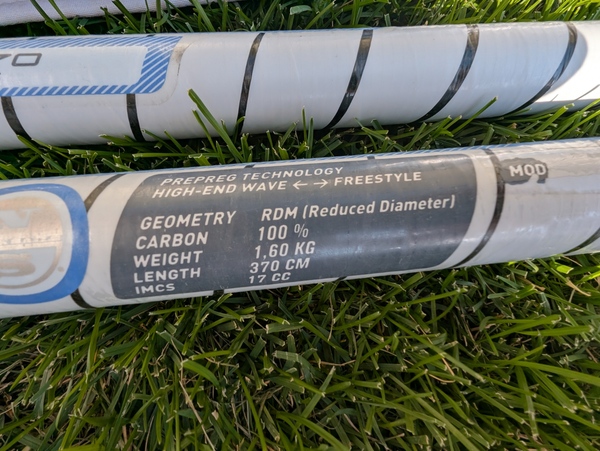 70
PREPREG TECHNOLOGY
HIGH-END WAVE ←→ FREESTYLE
GEOMETRY RDM (Reduced Diameter)
CARBON 100 %
WEIGHT 1,60 KG
LENGTH 370 CM
IMCS 17 CC
MOD